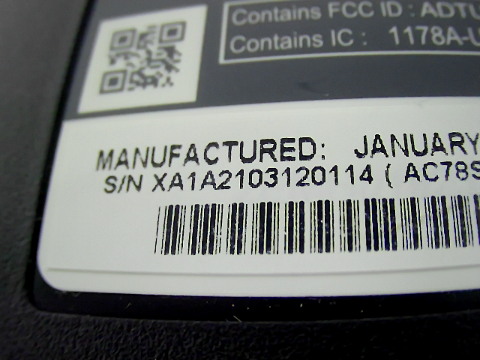 Contains FCC ID : ADTU
Contains IC : 1178A-U
MANUFACTURED: JANUARY
S/N XA1A2103120114 ( AC78S